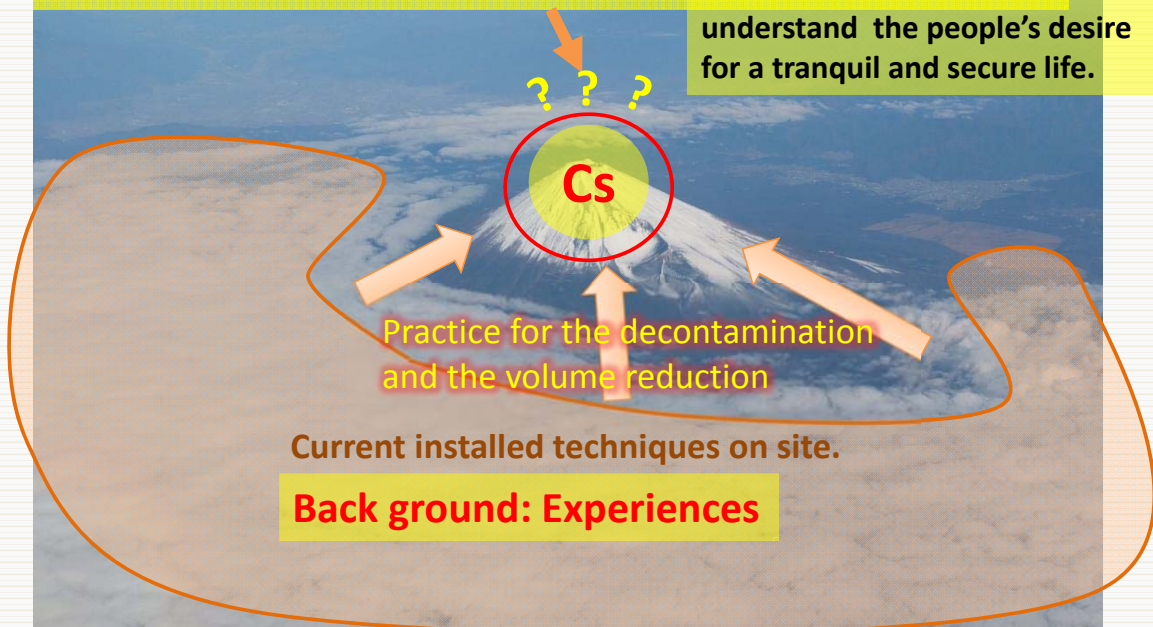 understand the people's desire
for a tranquil and secure life.
? ? ?
Cs
Practice for the decontamination
and the volume reduction
Current installed techniques on site.
Back ground: Experiences